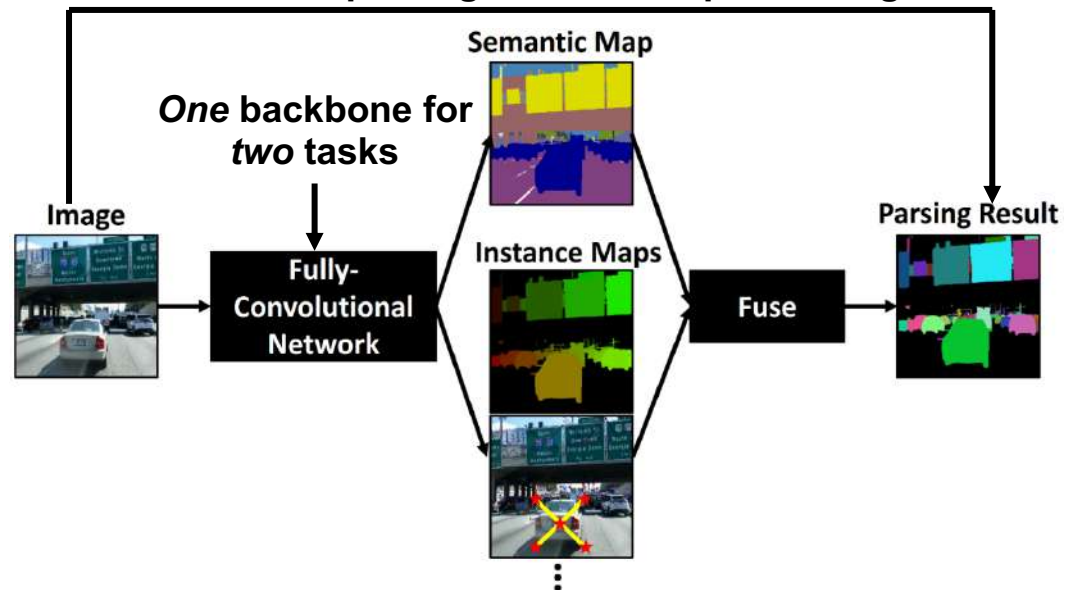 Semantic Map
One backbone for
two tasks
Image
Parsing Result
Instance Maps
Fully-
Convolutional
Network
Fuse